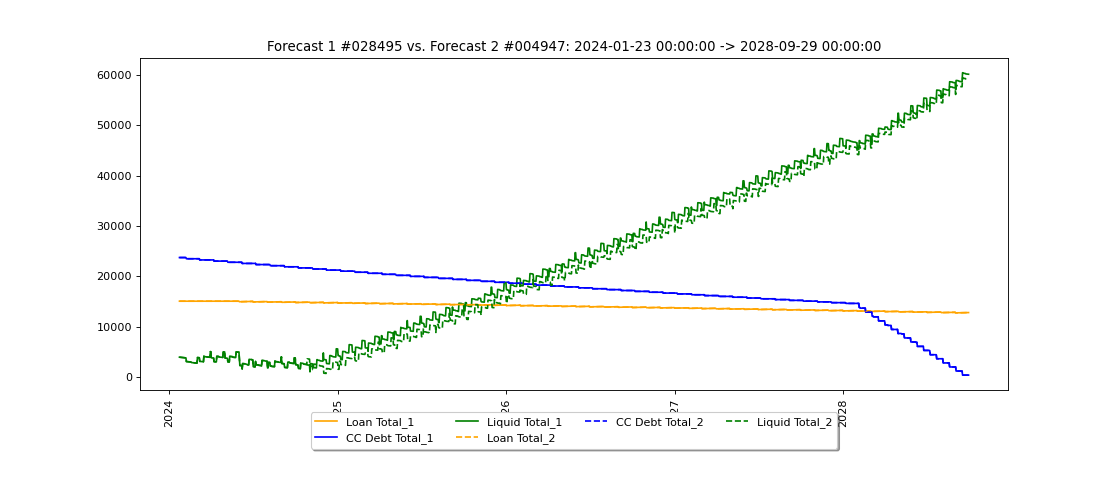 Forecast 1 #028495 vs. Forecast 2 #004947: 2024-01-23 00:00:00 -> 2028-09-29 00:00:00
60000
50000
40000
30000
20000
10000
0
2024
25
26
27
2028
Loan Total_1
Liquid Total_1
CC Debt Total_2
Liquid Total_2
CC Debt Total_1
Loan Total_2